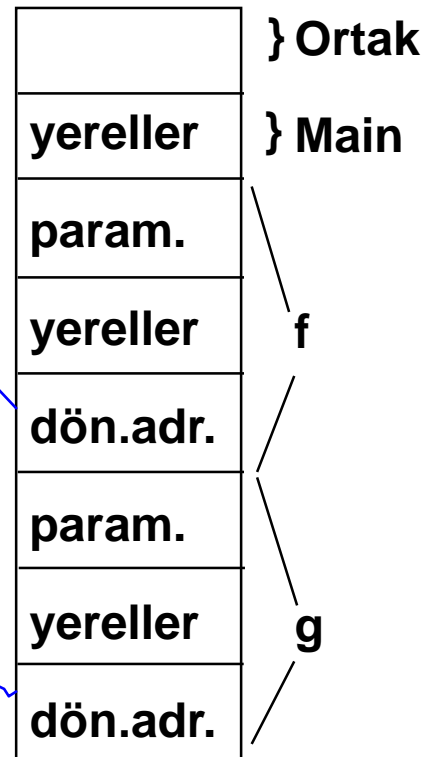 } Ortak
yereller } Main
param.
yereller f
dön.adr.
param.
yereller g
dön.adr.